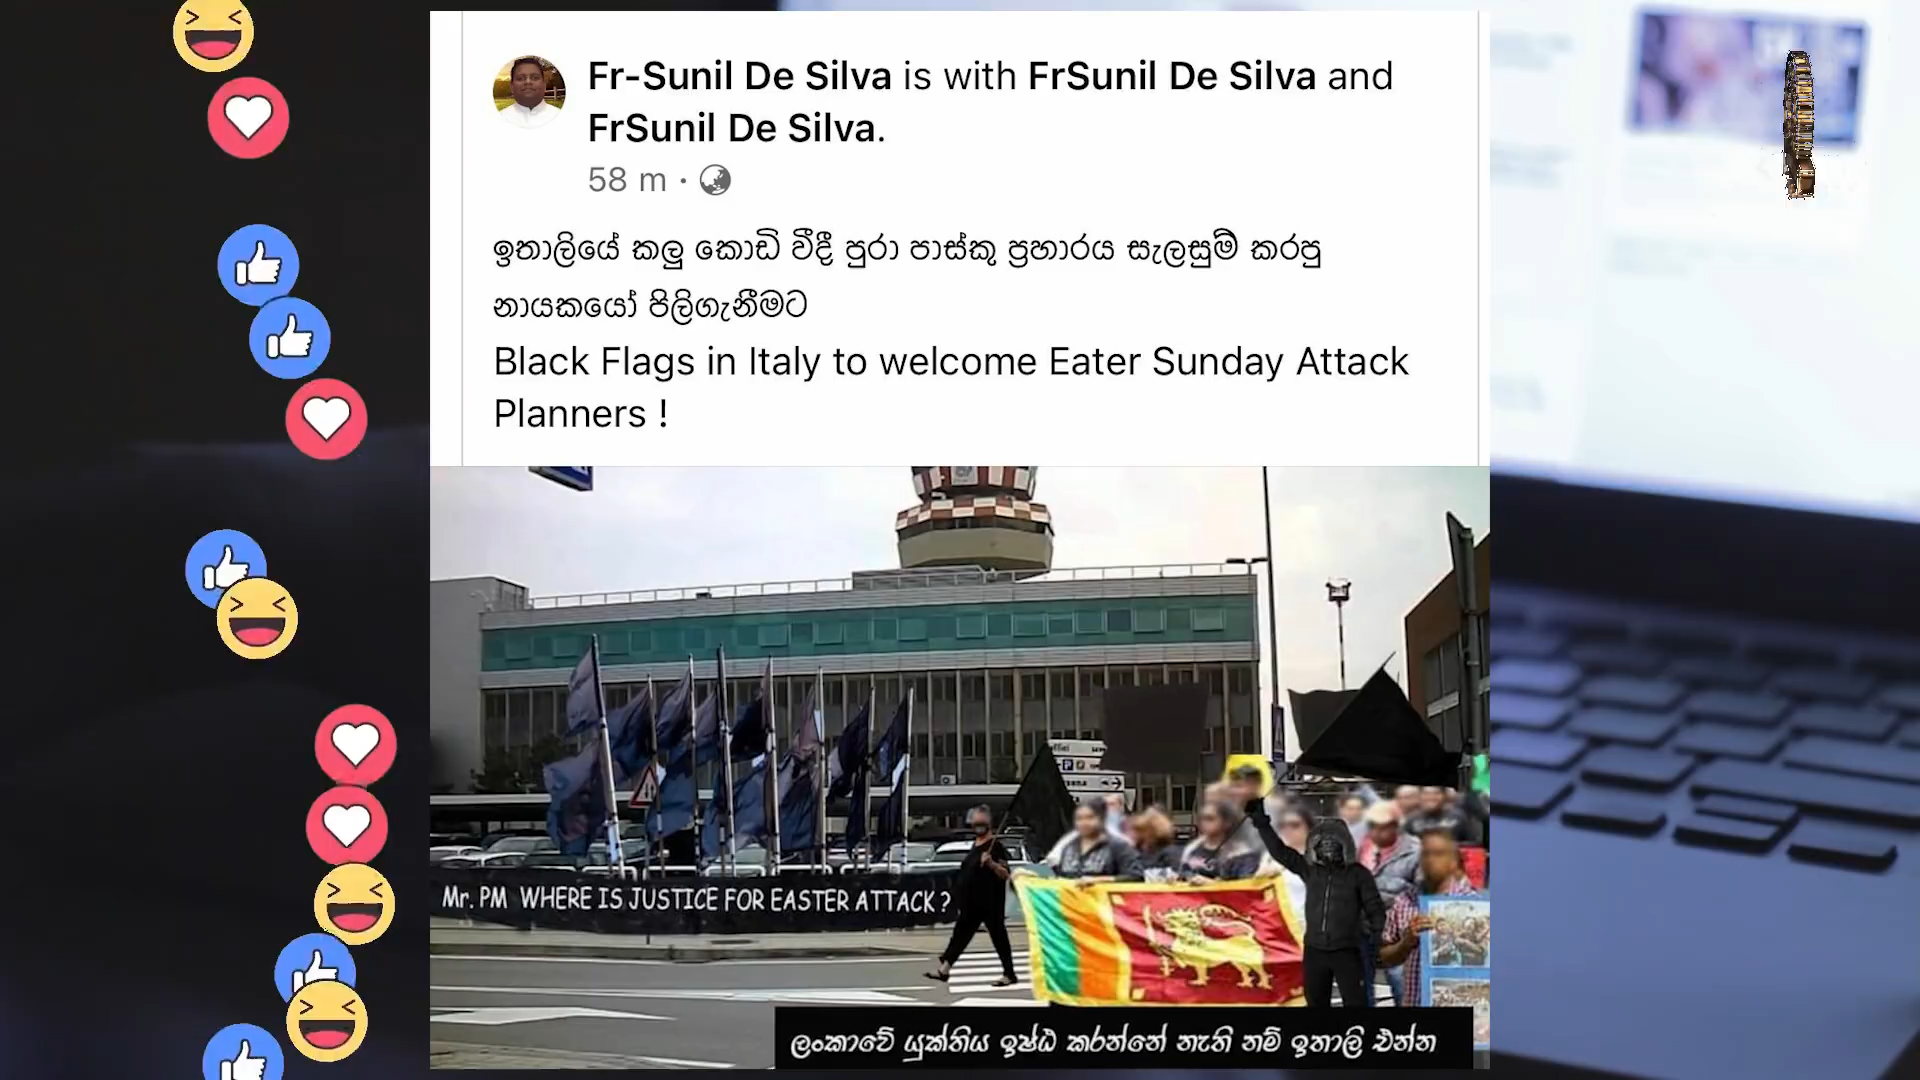 Fr-Sunil De Silva is with FrSunil De Silva and
FrSunil De Silva.
58 m ·
ඉතාලියේ කලු කොඩි වීදී පුරා පාස්කු ප්‍රහාරය සැලසුම් කරපු
නායකයෝ පිලිගැනීමට
Black Flags in Italy to welcome Eater Sunday Attack
Planners !
Mr. PM WHERE IS JUSTICE FOR EASTER ATTACK ?
ලංකාවේ යුක්තිය ඉෂ්ඨ කරන්නේ නැති නම් ඉතාලි එන්න